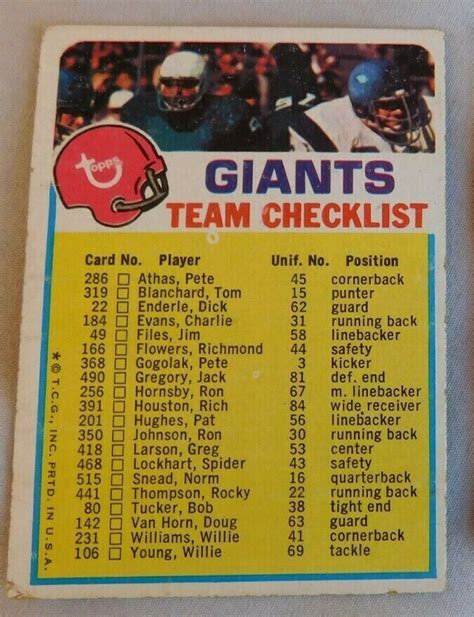 topps
GIANTS
TEAM CHECKLIST
Card No. Player Unif. No. Position
286 Athas, Pete 45 cornerback
319 Blanchard, Tom 15 punter
22 Enderle, Dick 62 guard
184 Evans, Charlie 31 running back
49 Files, Jim 58 linebacker
166 Flowers, Richmond 44 safety
368 Gogolak, Pete 3 kicker
490 Gregory, Jack 81 def. end
256 Hornsby, Ron 67 m. linebacker
391 Houston, Rich 84 wide receiver
201 Hughes, Pat 56 linebacker
350 Johnson, Ron 30 running back
418 Larson, Greg 53 center
468 Lockhart, Spider 43 safety
515 Snead, Norm 16 quarterback
441 Thompson, Rocky 22 running back
80 Tucker, Bob 38 tight end
142 Van Horn, Doug 63 guard
231 Williams, Willie 41 cornerback
106 Young, Willie 69 tackle
*© T.C.G., INC. PRTD. IN U.S.A.